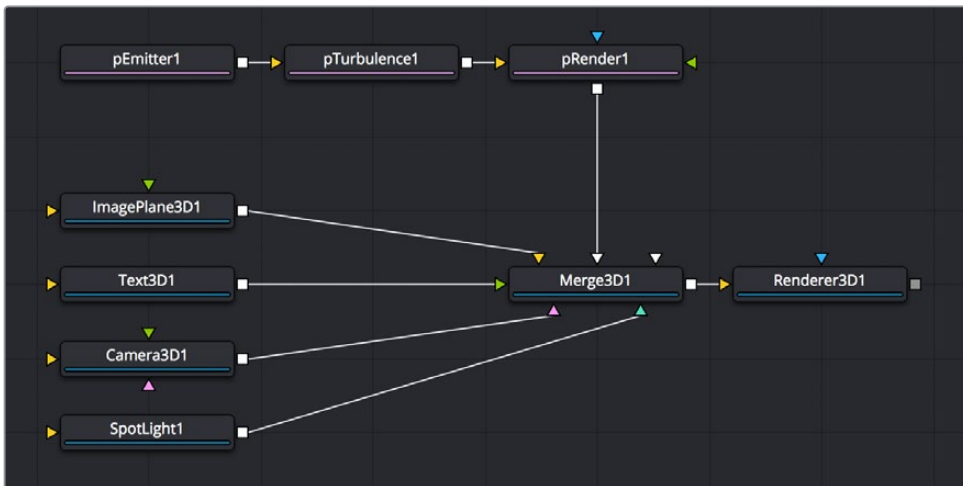 pEmitter1
pTurbulence1
pRender1
ImagePlane3D1
Text3D1
Merge3D1
Renderer3D1
Camera3D1
SpotLight1